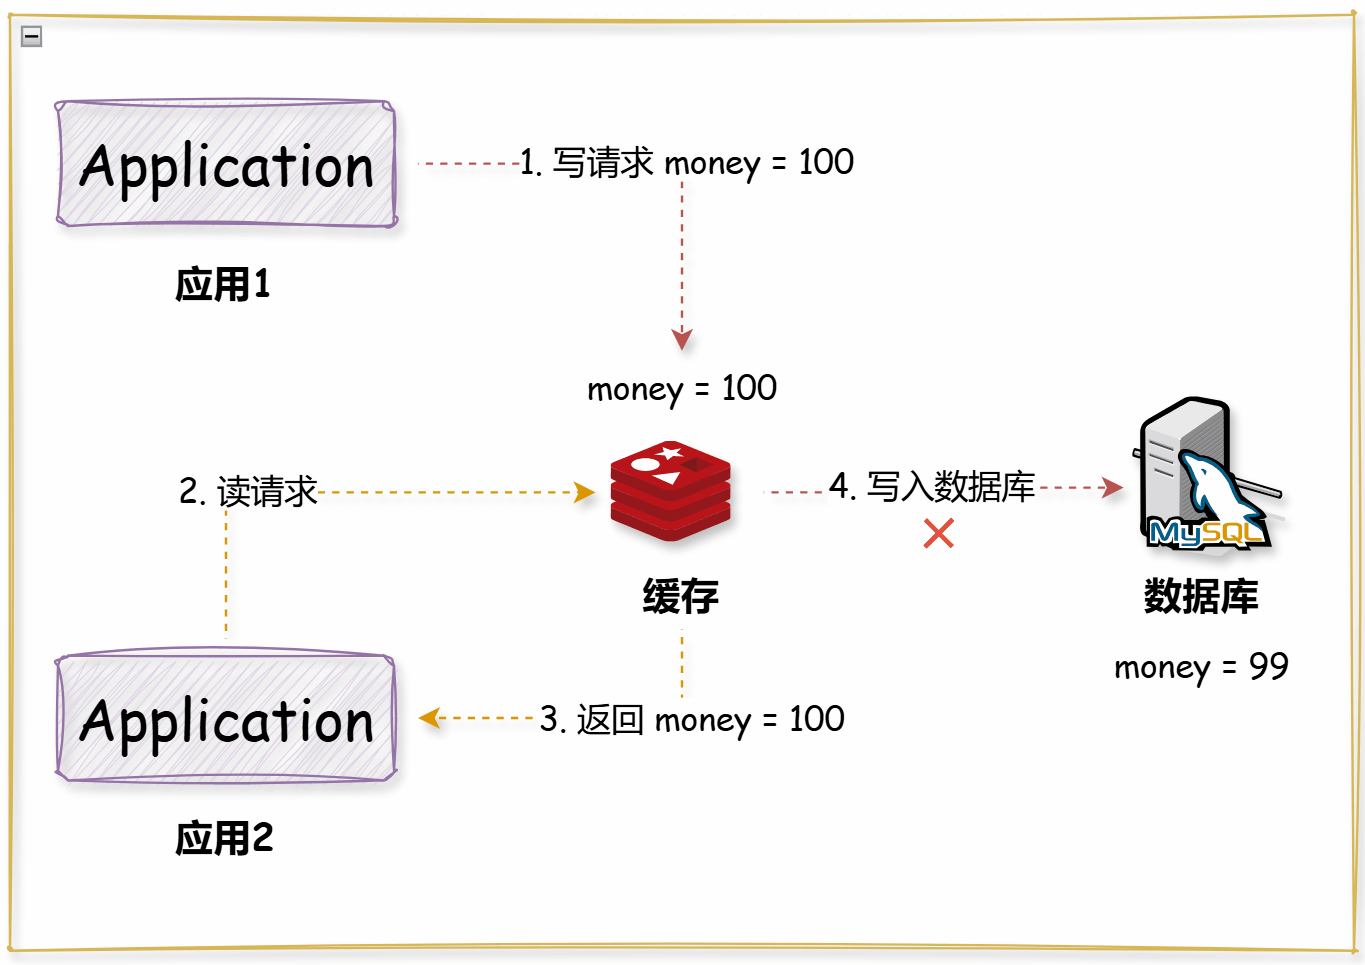 Application
1. 写请求 money = 100
应用1
money = 100
2. 读请求
4. 写入数据库
MySQL
缓存
数据库
money = 99
Application
3. 返回 money = 100
应用2